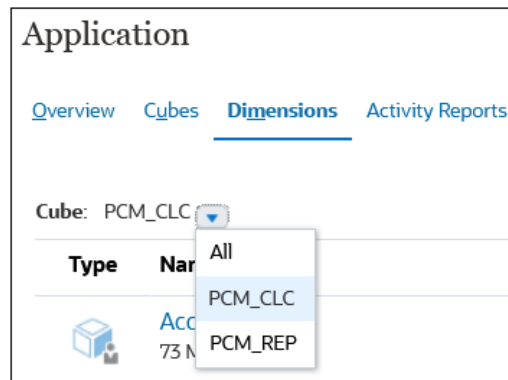 Application
Overview Cubes Dimensions Activity Reports
Cube: PCM_CLC
All
Type
PCM_CLC
PCM_REP